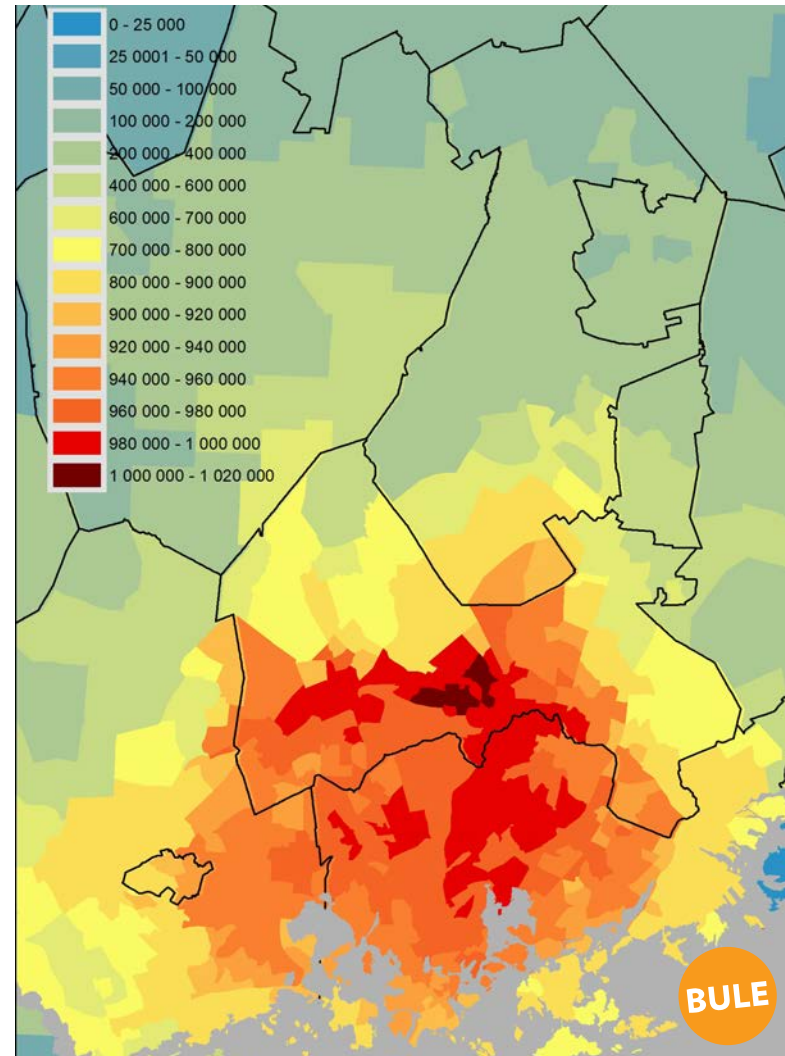 0 - 25 000
25 0001 - 50 000
50 000 - 100 000
100 000 - 200 000
200 000 - 400 000
400 000 - 600 000
600 000 - 700 000
700 000 - 800 000
800 000 - 900 000
900 000 - 920 000
920 000 - 940 000
940 000 - 960 000
960 000 - 980 000
980 000 - 1 000 000
1 000 000 - 1 020 000
BULE